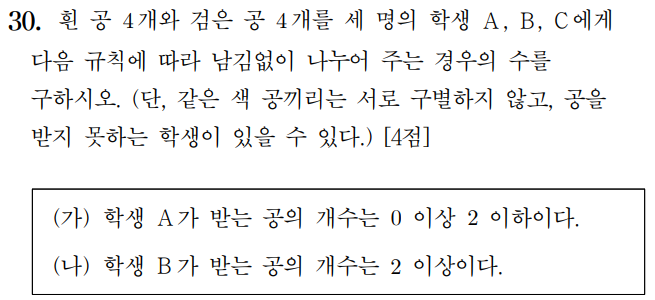 30. 흰 공 4개와 검은 공 4개를 세 명의 학생 A, B, C에게
다음 규칙에 따라 남김없이 나누어 주는 경우의 수를
구하시오. (단, 같은 색 공끼리는 서로 구별하지 않고, 공을
받지 못하는 학생이 있을 수 있다.) [4점]
(가) 학생 A가 받는 공의 개수는 0 이상 2 이하이다.
(나) 학생 B가 받는 공의 개수는 2 이상이다.